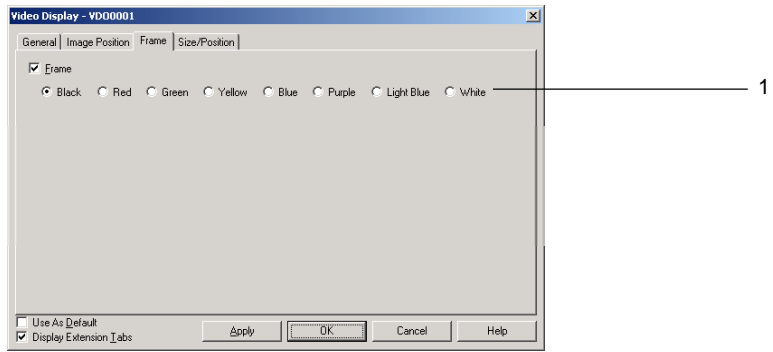 Video Display - VDO0001
General Image Position Frame Size/Position
Frame
Black Red Green Yellow Blue Purple Light Blue White
1
Use As Default
Display Extension Tabs
Apply OK Cancel Help